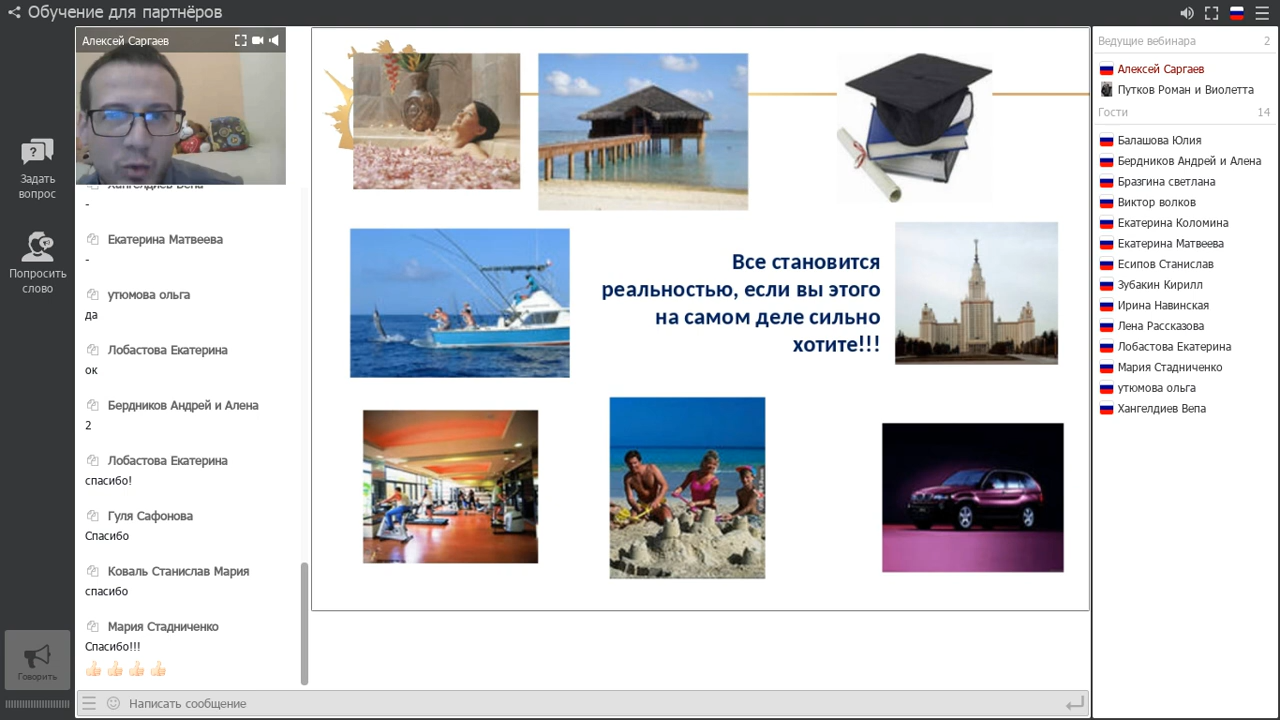 Обучение для партнёров
Задать
вопрос
Попросить
слово
Говорить
Алексей Саргаев
Хангелдиев Вепа
-
Екатерина Матвеева
-
утюмова ольга
да
Лобастова Екатерина
ок
Бердников Андрей и Алена
2
Лобастова Екатерина
спасибо!
Гуля Сафонова
Спасибо
Коваль Станислав Мария
спасибо
Мария Стадниченко
Спасибо!!!
Написать сообщение
Все становится
реальностью, если вы этого
на самом деле сильно
хотите!!!
Ведущие вебинара 2
Алексей Саргаев
Путков Роман и Виолетта
Гости 14
Балашова Юлия
Бердников Андрей и Алена
Бразгина светлана
Виктор волков
Екатерина Коломина
Екатерина Матвеева
Есипов Станислав
Зубакин Кирилл
Ирина Навинская
Лена Рассказова
Лобастова Екатерина
Мария Стадниченко
утюмова ольга
Хангелдиев Вепа